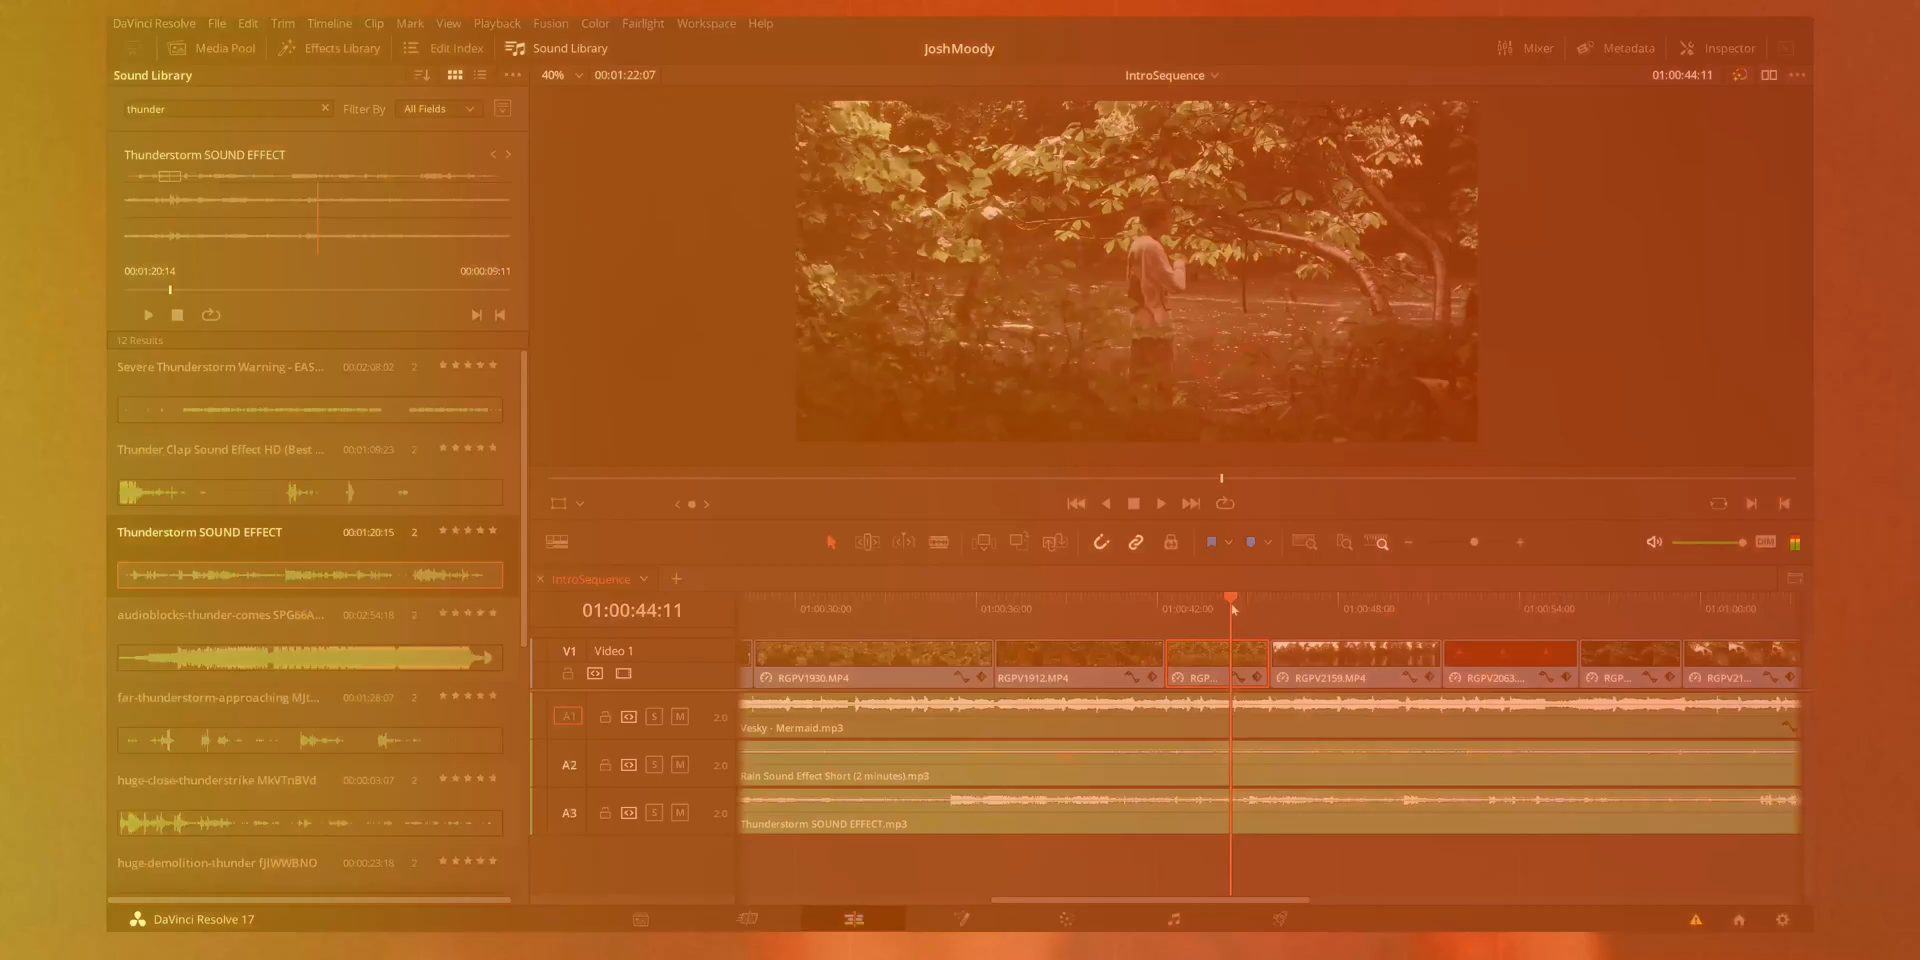 DaVinci Resolve File Edit Trim Timeline Clip Mark View Playback Fusion Color Fairlight Workspace Help
Media Pool Effects Library Edit Index Sound Library JoshMoody Mixer Metadata Inspector
Sound Library
40% 00:01:22:07 IntroSequence 01:00:44:11
thunder Filter By All Fields
Thunderstorm SOUND EFFECT
00:01:20:14 00:00:09:11
12 Results
Severe Thunderstorm Warning - EAS... 00:02:08:02 2
Thunder Clap Sound Effect HD (Best ... 00:01:09:23 2
Thunderstorm SOUND EFFECT 00:01:20:15 2
audioblocks-thunder-comes SPG66A... 00:02:54:18 2
far-thunderstorm-approaching MJt... 00:01:28:07 2
huge-close-thunderstrike MkVTnBVd 00:00:03:07 2
huge-demolition-thunder fJIWWBNO 00:00:23:18 2
DIM
IntroSequence
01:00:44:11
01:00:30:00 01:00:36:00 01:00:42:00 01:00:48:00 01:00:54:00 01:01:00:00
V1 Video 1
RGPV1930.MP4 RGPV1912.MP4 RGP... RGPV2159.MP4 RGPV2063.... RGP... RGPV21...
A1 S M 2.0
Vesky - Mermaid.mp3
A2 S M 2.0
Rain Sound Effect Short (2 minutes).mp3
A3 S M 2.0
Thunderstorm SOUND EFFECT.mp3
DaVinci Resolve 17